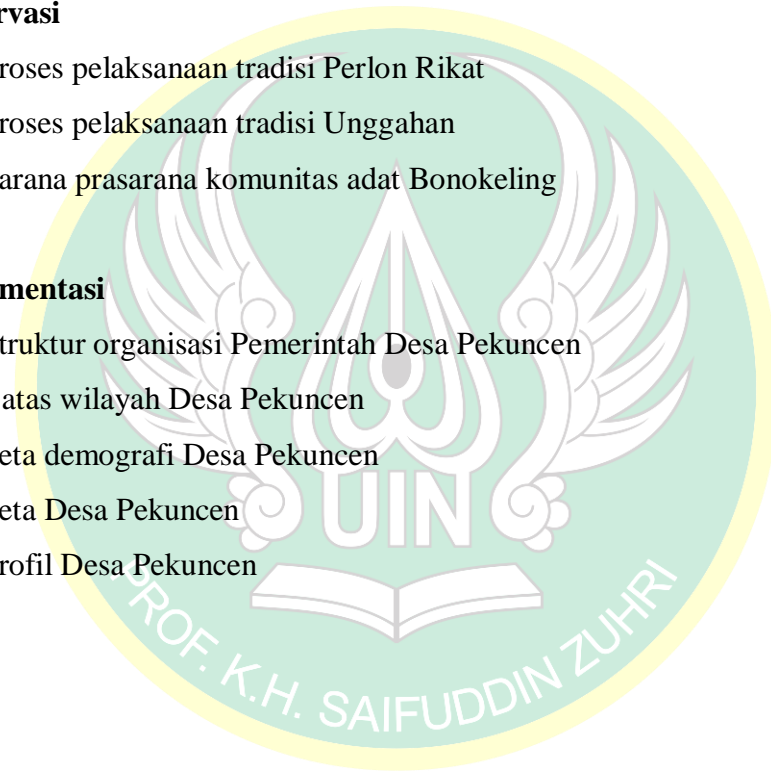 rvasi
roses pelaksanaan tradisi Perlon Rikat
roses pelaksanaan tradisi Unggahan
arana prasarana komunitas adat Bonokeling
mentasi
truktur organisasi Pemerintah Desa Pekuncen
atas wilayah Desa Pekuncen
eta demografi Desa Pekuncen
eta Desa Pekuncen
rofil Desa Pekuncen
UIN
PROF. K.H. SAIFUDDIN ZUHRI